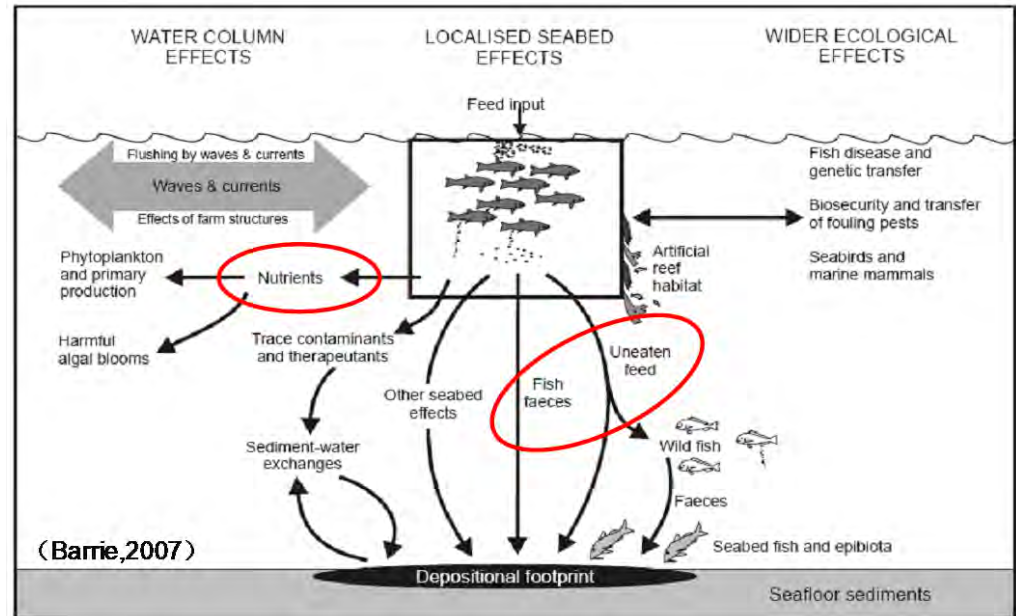 WATER COLUMN
EFFECTS
LOCALISED SEABED
EFFECTS
WIDER ECOLOGICAL
EFFECTS
Feed input
Flushing by waves & currents
Waves & currents
Effects of farm structures
Fish disease and
genetic transfer
Biosecurity and transfer
of fouling pests
Seabirds and
marine mammals
Artificial
reef
habitat
Phytoplankton
and primary
production
Nutrients
Harmful
algal blooms
Trace contaminants
and therapeutants
Other seabed
effects
Fish
faeces
Uneaten
feed
Sediment-water
exchanges
Wild fish
Faeces
Seabed fish and epibiota
（Barrie,2007）
Depositional footprint
Seafloor sediments